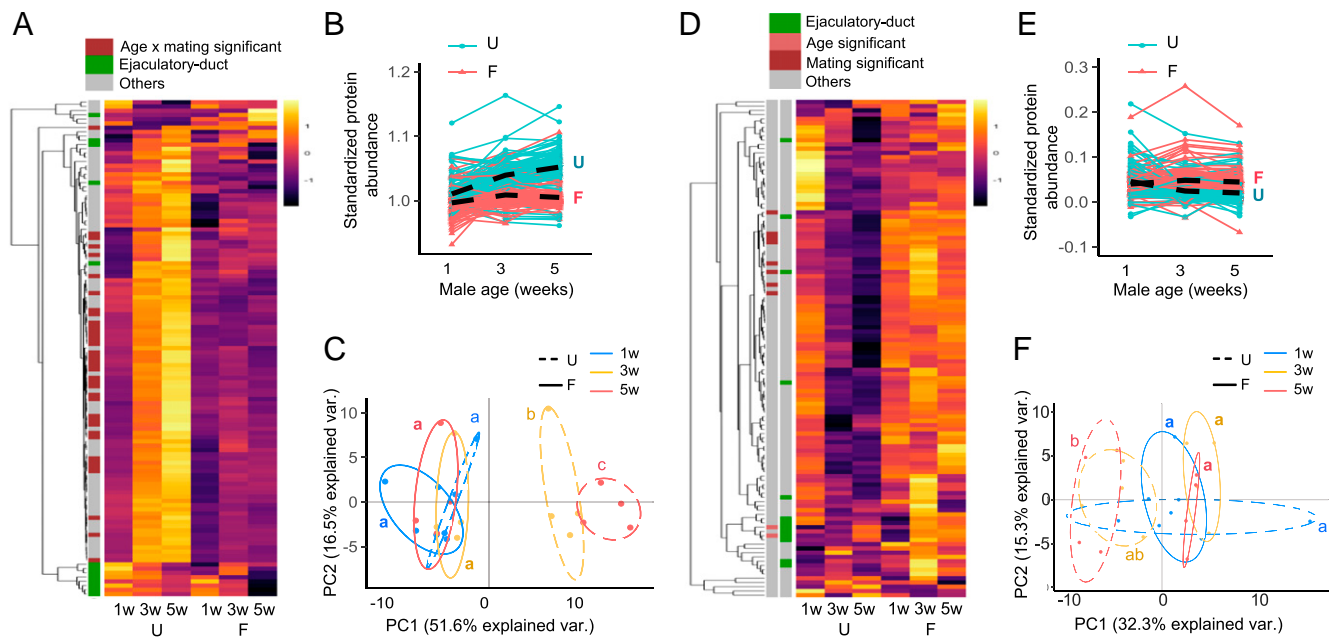 A
Age x mating significant
Ejaculatory-duct
Others
1
0
-1
1w 3w 5w 1w 3w 5w
U F
B
U
F
Standardized protein
abundance
1.2
1.1
1.0
U
F
1 3 5
Male age (weeks)
C
U
F
1w
3w
5w
PC2 (16.5% explained var.)
10
5
0
-5
a
a
b
c
a
a
-10 0 10
PC1 (51.6% explained var.)
D
Ejaculatory-duct
Age significant
Mating significant
Others
1
0
-1
1w 3w 5w 1w 3w 5w
U F
E
U
F
Standardized protein
abundance
0.3
0.2
0.1
0.0
-0.1
F
U
1 3 5
Male age (weeks)
F
U
F
1w
3w
5w
PC2 (15.3% explained var.)
10
5
0
-5
b
a
a
a
ab
a
-10 0 10
PC1 (32.3% explained var.)